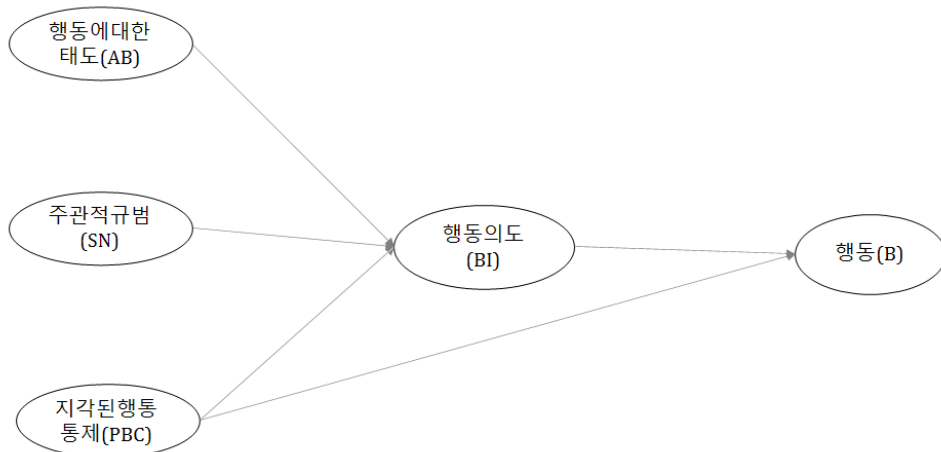 행동에대한
태도(AB)
주관적규범
(SN)
행동의도
(BI)
행동(B)
지각된행통
통제(PBC)